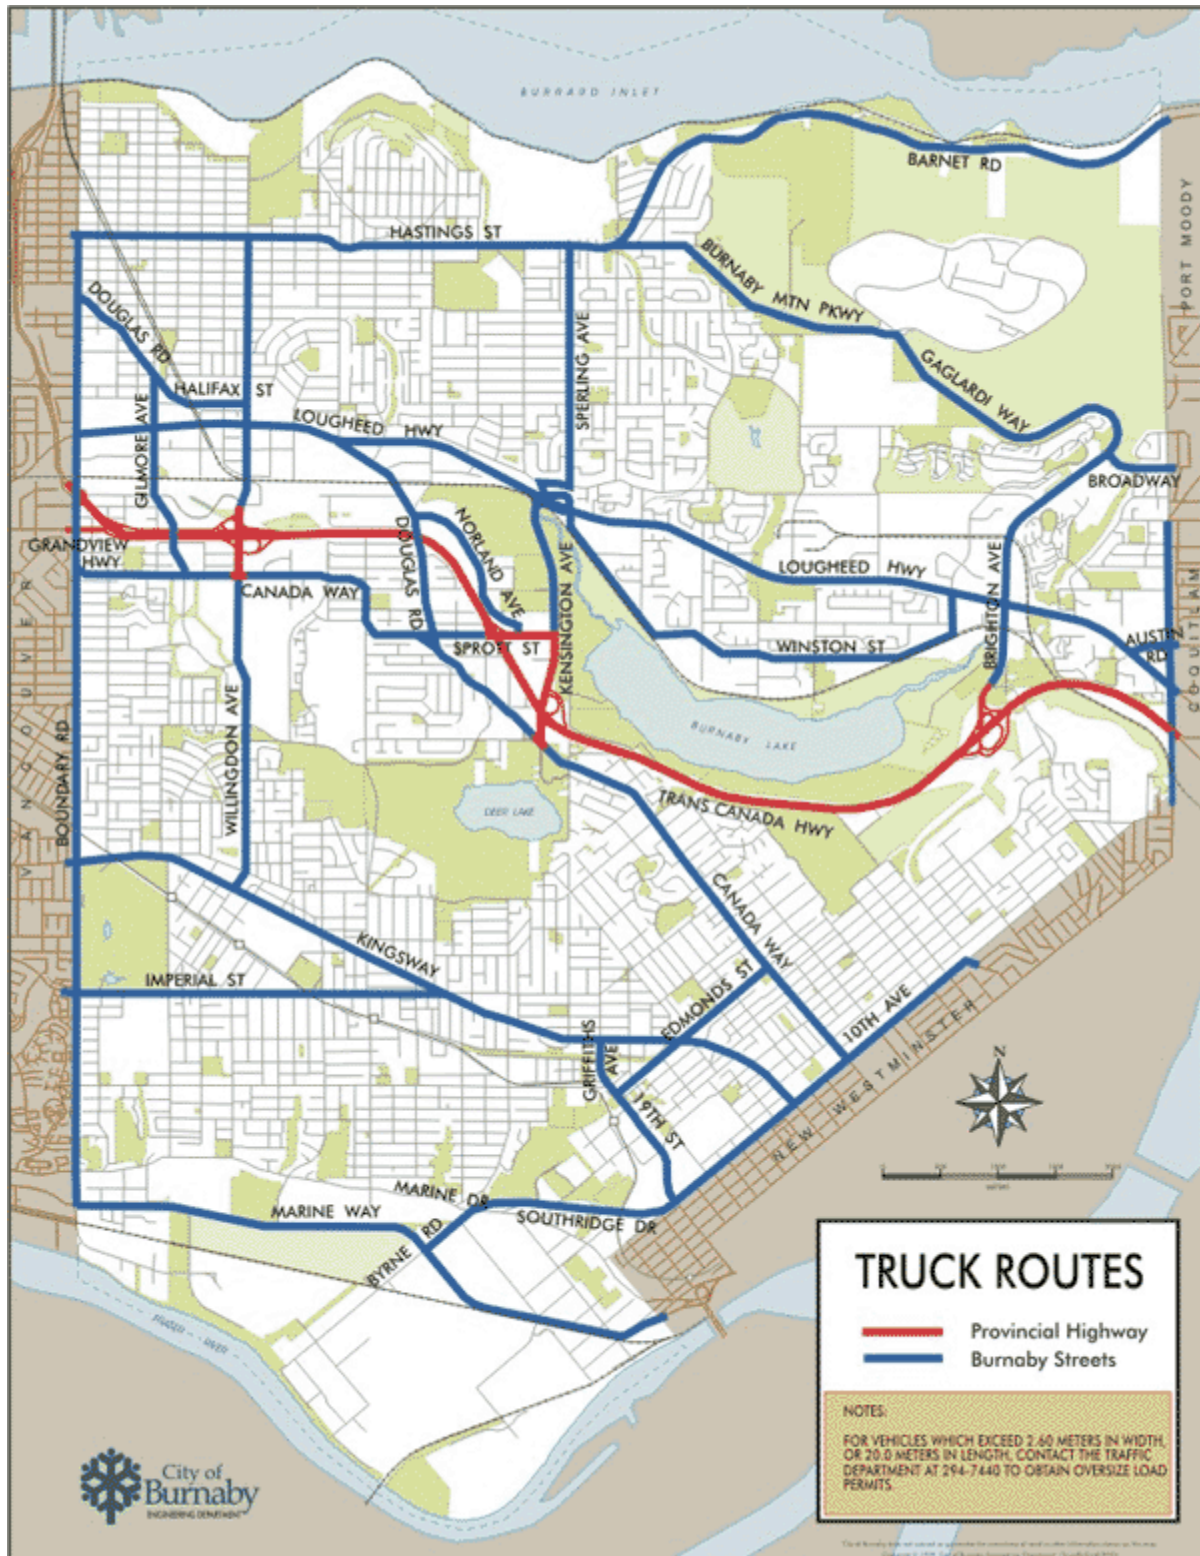 BURRARD INLET
BARNET RD
PORT MOODY
HASTINGS ST
BURNABY MTN PKWY
DOUGLAS RD
SPERLING AVE
GAGLARDI WAY
HALIFAX ST
LOUGHEED HWY
GILMORE AVE
BROADWAY
GRANDVIEW
HWY
DOUGLAS RD
NORLAND AVE
KENSINGTON AVE
LOUGHEED HWY
BRIGHTON AVE
CANADA WAY
SPROTT ST
WINSTON ST
AUSTIN
RD
COQUITLAM
VANCOUVER
BOUNDARY RD
WILLINGDON AVE
BURNABY LAKE
DEER LAKE
TRANS CANADA HWY
CANADA WAY
KINGSWAY
IMPERIAL ST
EDMONDS ST
10TH AVE
GRIFFITHS
AVE
NEW WESTMINSTER
N
19TH ST
MARINE DR
MARINE WAY
SOUTHRIDGE DR
BYRNE RD
FRASER RIVER
TRUCK ROUTES
Provincial Highway
Burnaby Streets
NOTES:
FOR VEHICLES WHICH EXCEED 2.60 METERS IN WIDTH,
OR 20.0 METERS IN LENGTH, CONTACT THE TRAFFIC
DEPARTMENT AT 294-7440 TO OBTAIN OVERSIZE LOAD
PERMITS.
City of
Burnaby
ENGINEERING DEPARTMENT